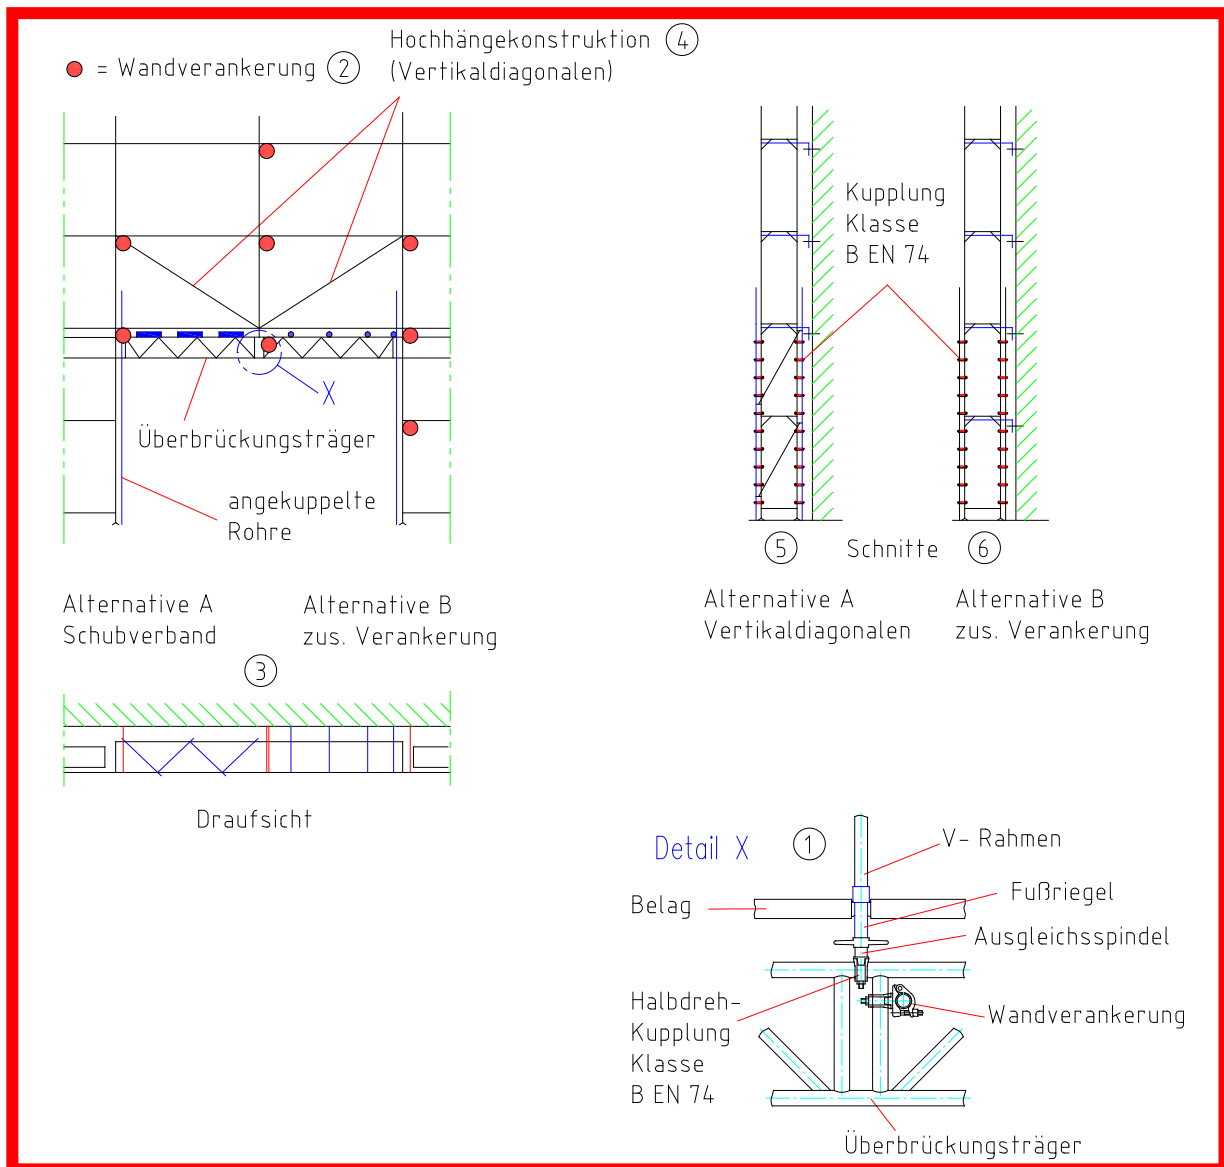 = Wandverankerung 2
Hochhängekonstruktion 4
(Vertikaldiagonalen)
X
Überbrückungsträger
angekuppelte
Rohre
Kupplung
Klasse
B EN 74
5 Schnitte 6
Alternative A
Schubverband
Alternative B
zus. Verankerung
3
Alternative A
Vertikaldiagonalen
Alternative B
zus. Verankerung
Draufsicht
Detail X 1
V- Rahmen
Belag
Fußriegel
Ausgleichsspindel
Halbdreh-
Kupplung
Klasse
B EN 74
Wandverankerung
Überbrückungsträger